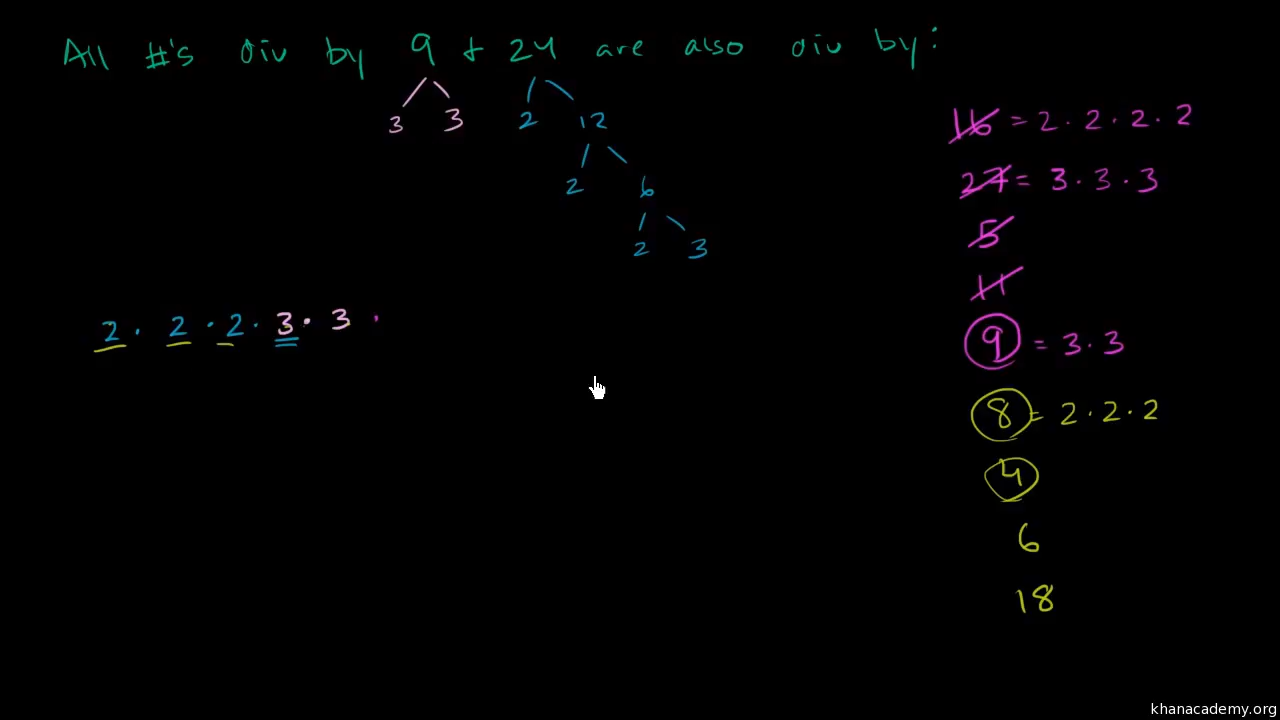 All #'s div by 9 + 24 are also div by:
3 3 2 12
2 6
2 3
2 · 2 · 2 · 3 · 3 ·
16 = 2 · 2 · 2 · 2
27 = 3 · 3 · 3
5
11
9 = 3 · 3
8 = 2 · 2 · 2
4
6
18
khanacademy.org